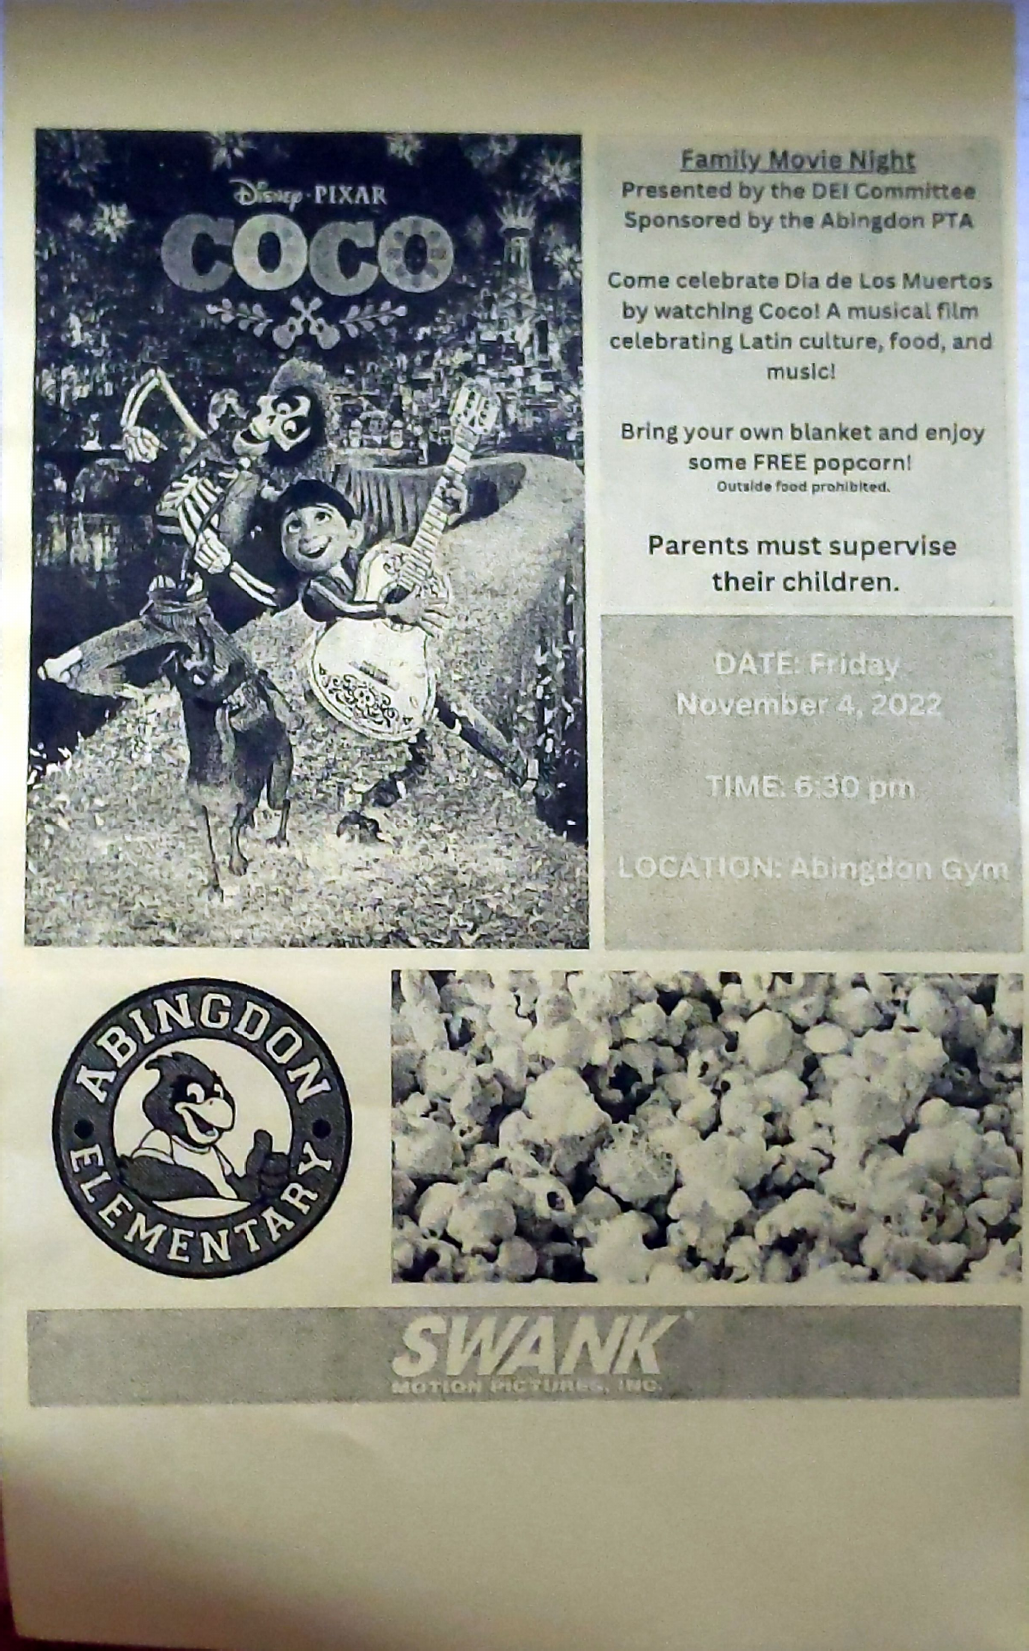 Disney · PIXAR
COCO
Family Movie Night
Presented by the DEI Committee
Sponsored by the Abingdon PTA
Come celebrate Dia de Los Muertos
by watching Coco! A musical film
celebrating Latin culture, food, and
music!
Bring your own blanket and enjoy
some FREE popcorn!
Outside food prohibited.
Parents must supervise
their children.
DATE: Friday
November 4, 2022
TIME: 6:30 pm
LOCATION: Abingdon Gym
ABINGDON
ELEMENTARY
SWANK
MOTION PICTURES, INC.